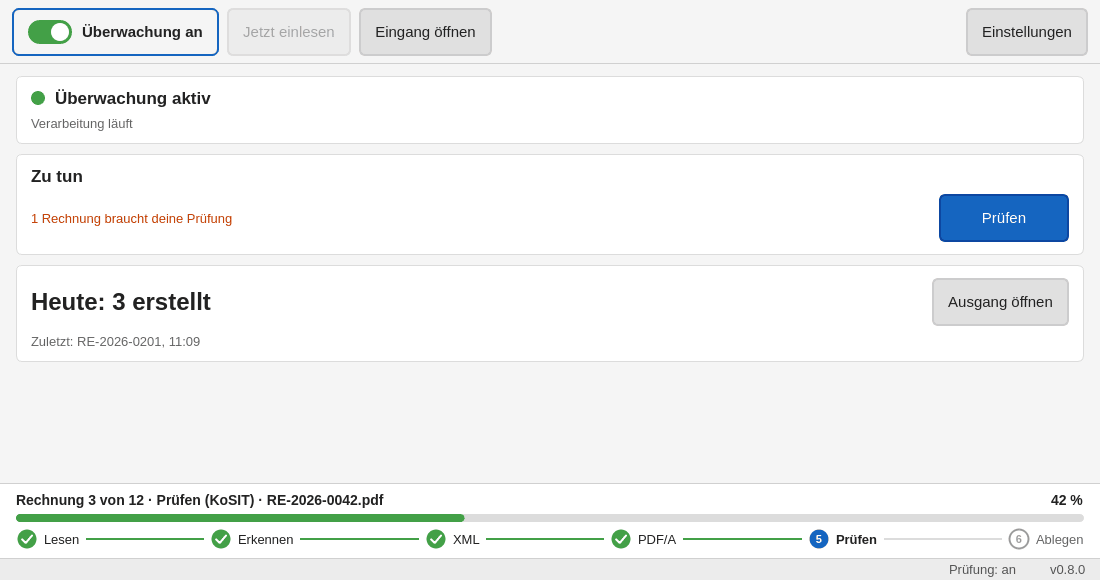 Überwachung an
Jetzt einlesen
Eingang öffnen
Einstellungen
Überwachung aktiv
Verarbeitung läuft
Zu tun
1 Rechnung braucht deine Prüfung
Prüfen
Heute: 3 erstellt
Ausgang öffnen
Zuletzt: RE-2026-0201, 11:09
Rechnung 3 von 12 · Prüfen (KoSIT) · RE-2026-0042.pdf
42 %
Lesen
Erkennen
XML
PDF/A
5 Prüfen
6 Ablegen
Prüfung: an
v0.8.0